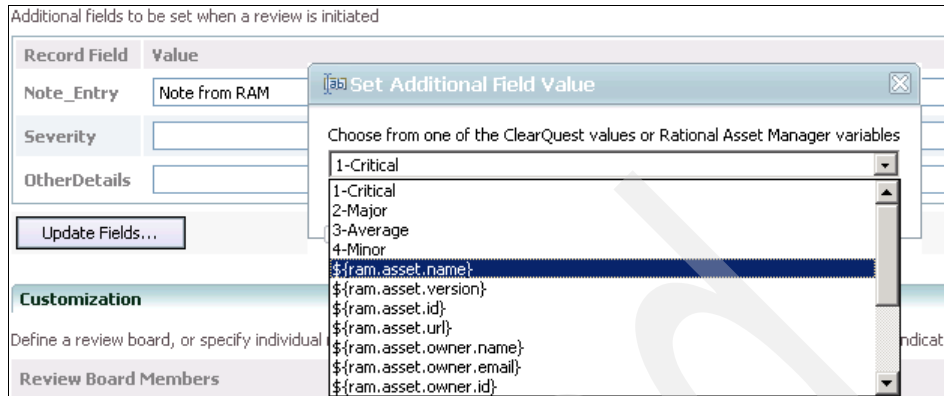 Additional fields to be set when a review is initiated
Record Field Value
Note_Entry Note from RAM
Severity
OtherDetails
Update Fields...
Set Additional Field Value
Choose from one of the ClearQuest values or Rational Asset Manager variables
1-Critical
1-Critical
2-Major
3-Average
4-Minor
${ram.asset.name}
${ram.asset.version}
${ram.asset.id}
${ram.asset.url}
${ram.asset.owner.name}
${ram.asset.owner.email}
${ram.asset.owner.id}
Customization
Define a review board, or specify individual
Review Board Members